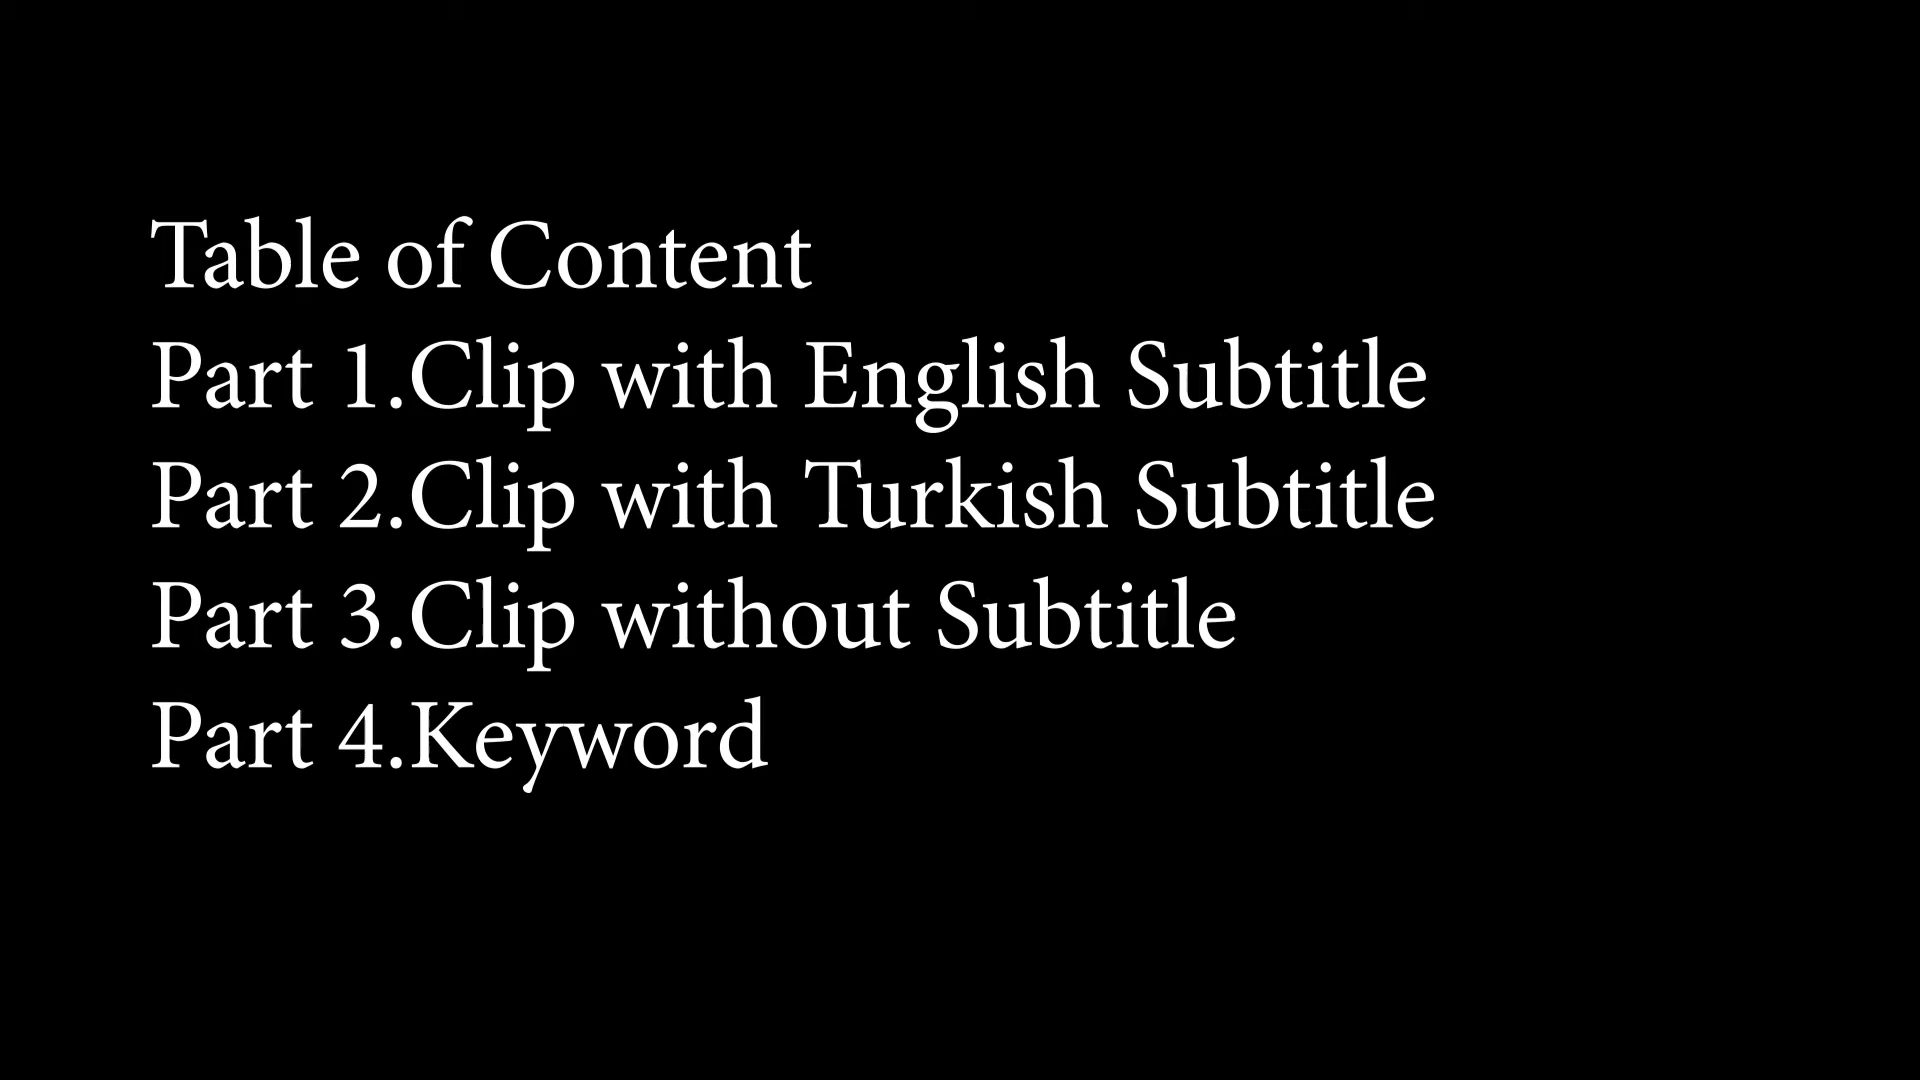 Table of Content
Part 1.Clip with English Subtitle
Part 2.Clip with Turkish Subtitle
Part 3.Clip without Subtitle
Part 4.Keyword